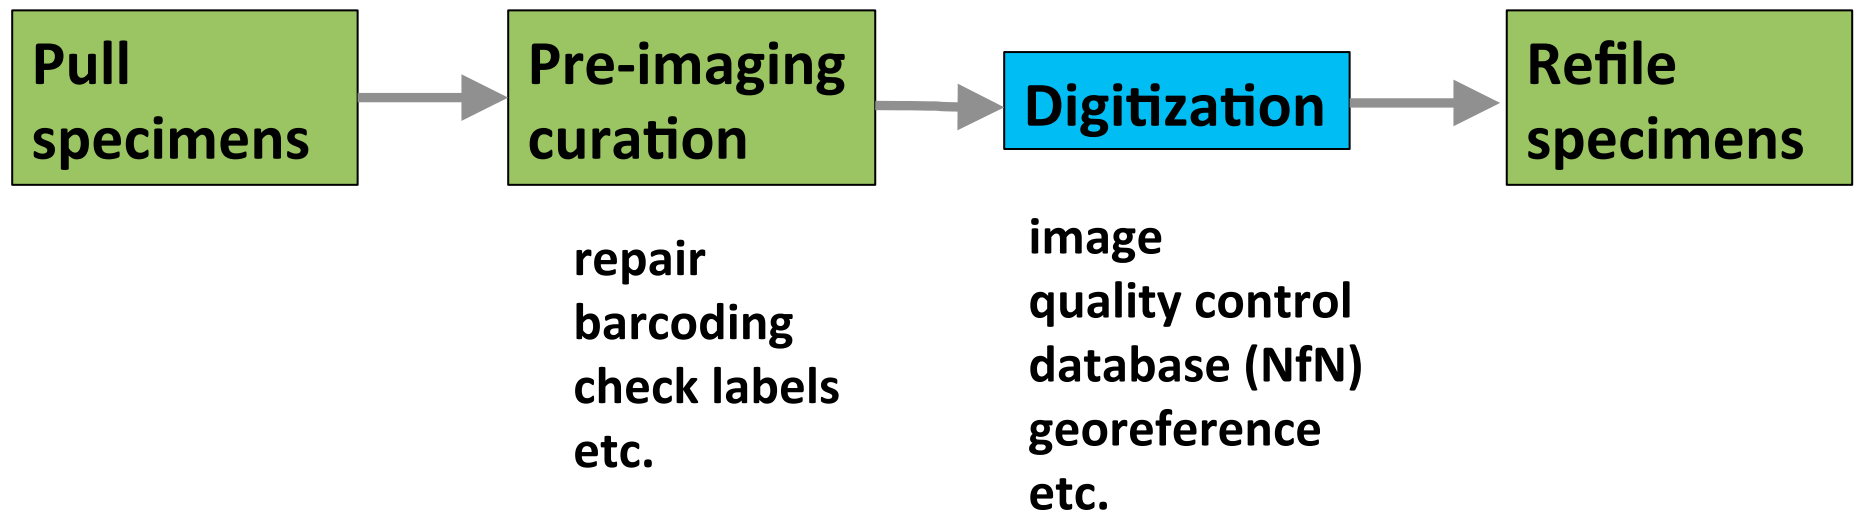 Pull
specimens
Pre-imaging
curation
Digitization
Refile
specimens
repair
barcoding
check labels
etc.
image
quality control
database (NfN)
georeference
etc.